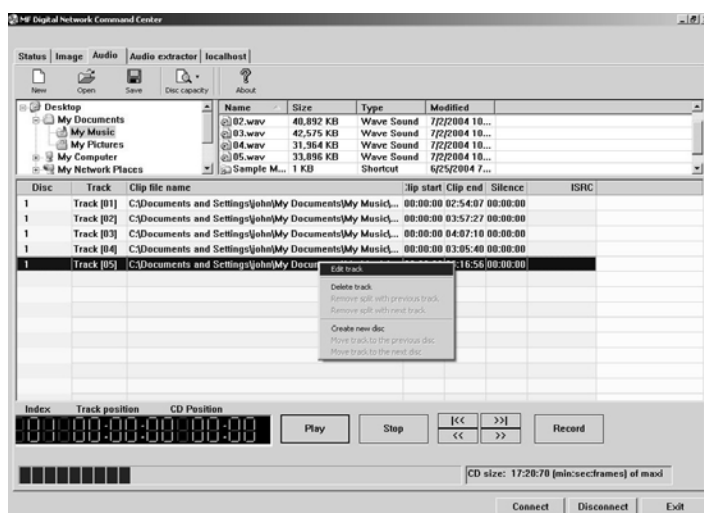 MF Digital Network Command Center
Status Image Audio Audio extractor localhost
New Open Save Disc capacity About
Desktop
My Documents
My Music
My Pictures
My Computer
My Network Places
Name Size Type Modified
02.wav 40,892 KB Wave Sound 7/2/2004 10...
03.wav 42,575 KB Wave Sound 7/2/2004 10...
04.wav 31,964 KB Wave Sound 7/2/2004 10...
05.wav 33,896 KB Wave Sound 7/2/2004 10...
Sample M... 1 KB Shortcut 6/25/2004 7...
Disc Track Clip file name Clip start Clip end Silence ISRC
1 Track [01] C:\Documents and Settings\john\My Documents\My Music\... 00:00:00 02:54:07 00:00:00
1 Track [02] C:\Documents and Settings\john\My Documents\My Music\... 00:00:00 03:57:27 00:00:00
1 Track [03] C:\Documents and Settings\john\My Documents\My Music\... 00:00:00 04:07:10 00:00:00
1 Track [04] C:\Documents and Settings\john\My Documents\My Music\... 00:00:00 03:05:40 00:00:00
1 Track [05] C:\Documents and Settings\john\My Docum :16:56 00:00:00
Edit track
Delete track
Remove split with previous track
Remove split with next track
Create new disc
Move track to the previous disc
Move track to the next disc
Index Track position CD Position
Play Stop |<< >>| Record
<< >>
CD size: 17:20:70 (min:sec:frames) of maxi
Connect Disconnect Exit